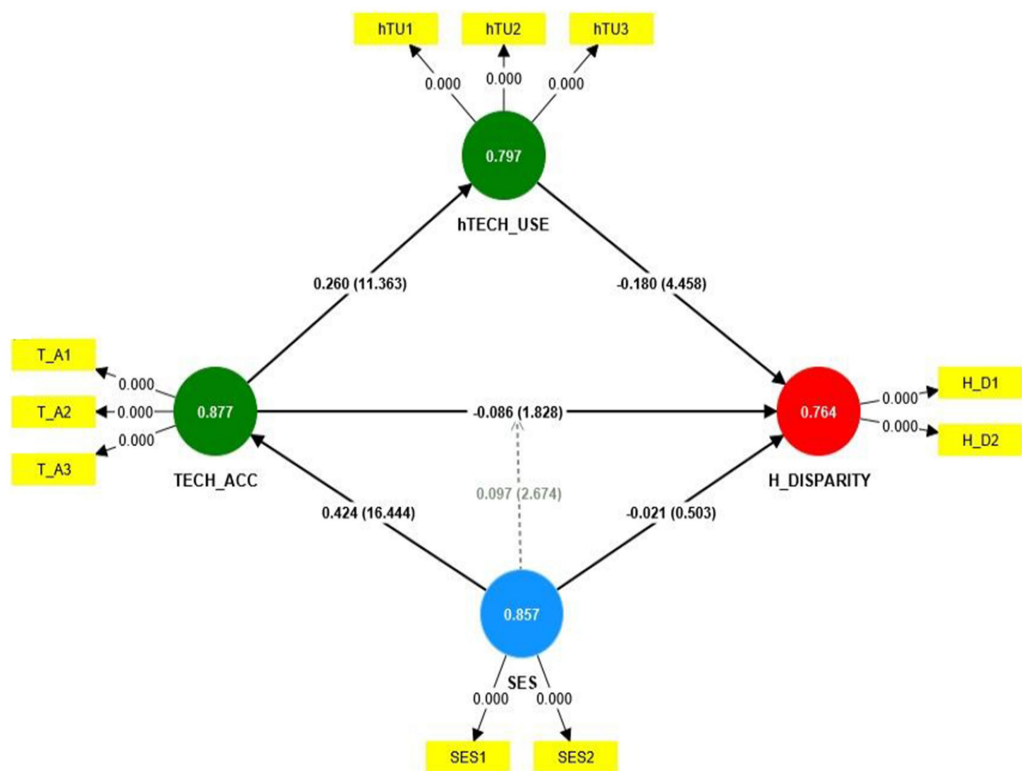 hTU1 hTU2 hTU3
0.000 0.000 0.000
0.797
hTECH_USE
0.260 (11.363) -0.180 (4.458)
T_A1
0.000
T_A2 0.000 0.877 -0.086 (1.828) 0.764 0.000 H_D1
0.000 H_D2
T_A3 0.000
TECH_ACC H_DISPARITY
0.097 (2.674)
0.424 (16.444) -0.021 (0.503)
0.857
SES
0.000 0.000
SES1 SES2